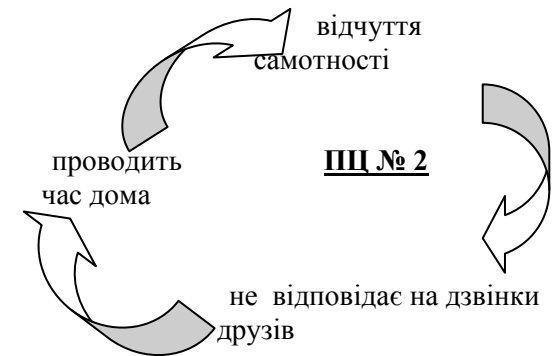 відчуття
самотності
ПЦ № 2
проводить
час дома
не відповідає на дзвінки
друзів